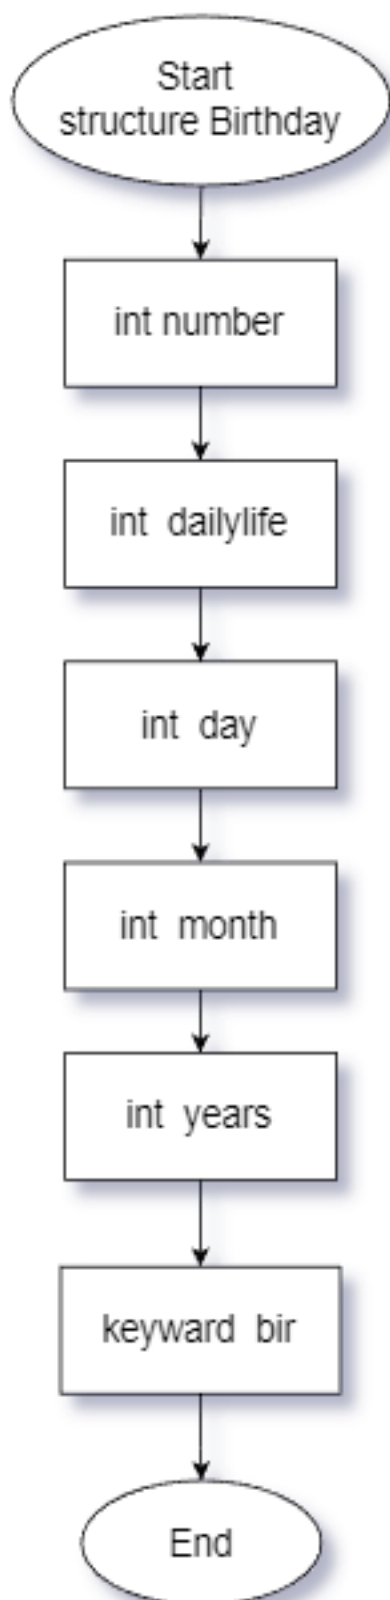 Start
structure Birthday
int number
int dailylife
int day
int month
int years
keyward bir
End